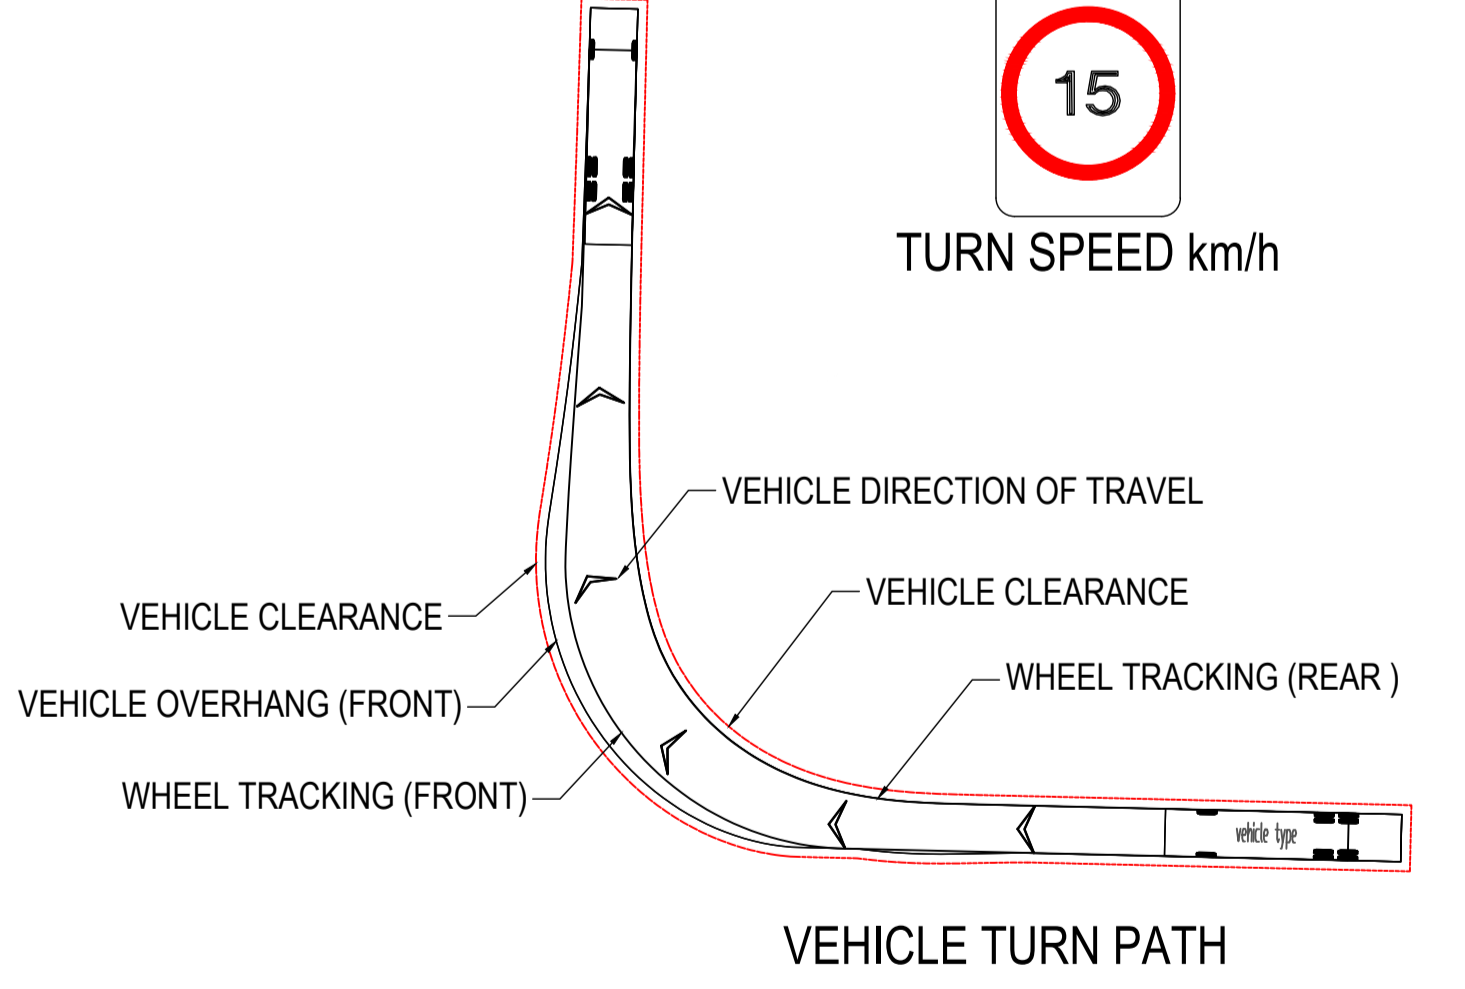 15
TURN SPEED km/h
VEHICLE DIRECTION OF TRAVEL
VEHICLE CLEARANCE
VEHICLE CLEARANCE
WHEEL TRACKING (REAR )
VEHICLE OVERHANG (FRONT)
WHEEL TRACKING (FRONT)
vehicle type
VEHICLE TURN PATH